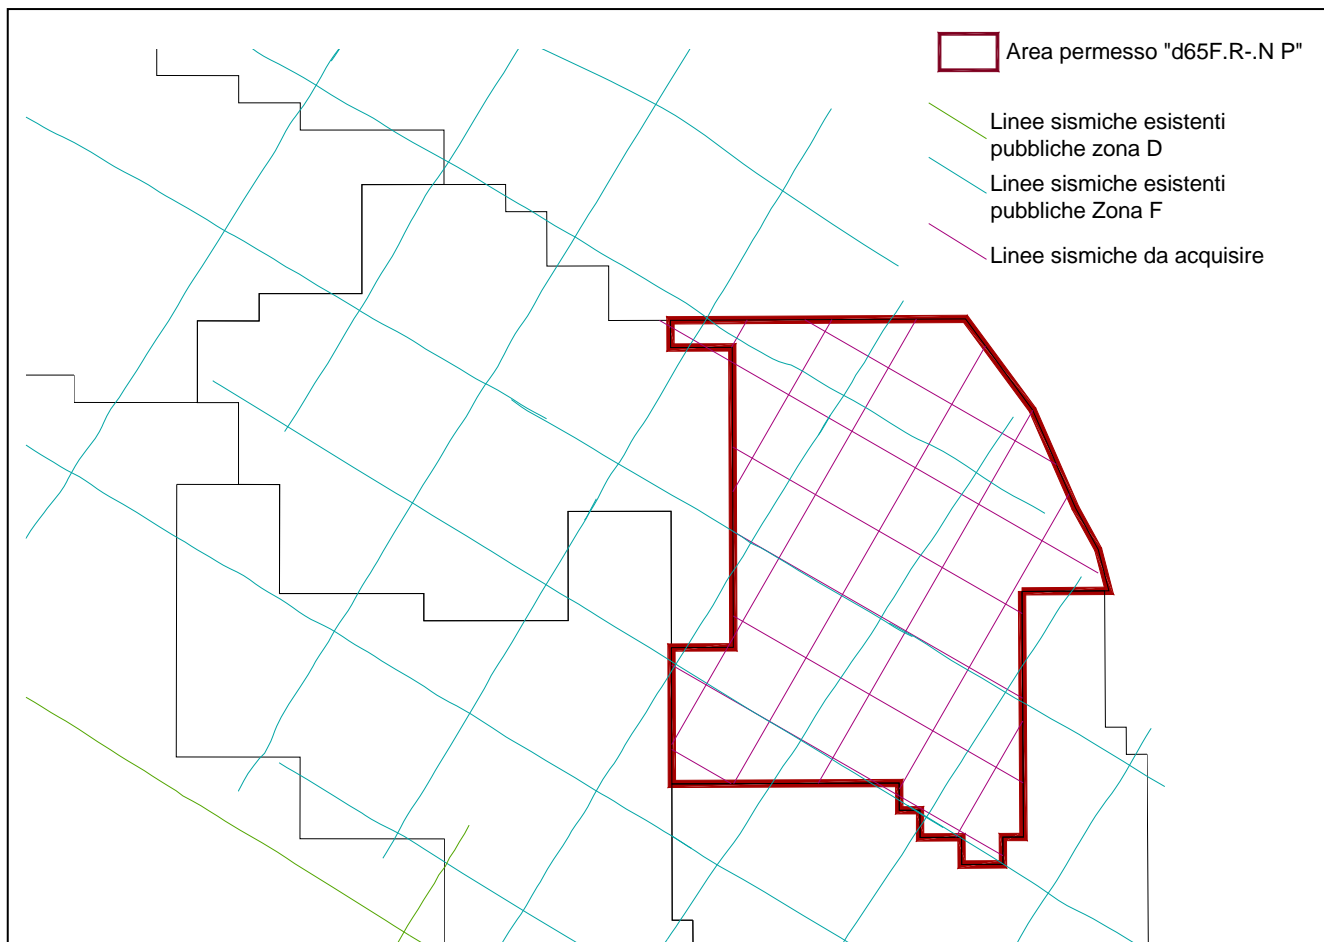 Area permesso "d65F.R-.N P"
Linee sismiche esistenti
pubbliche zona D
Linee sismiche esistenti
pubbliche Zona F
Linee sismiche da acquisire